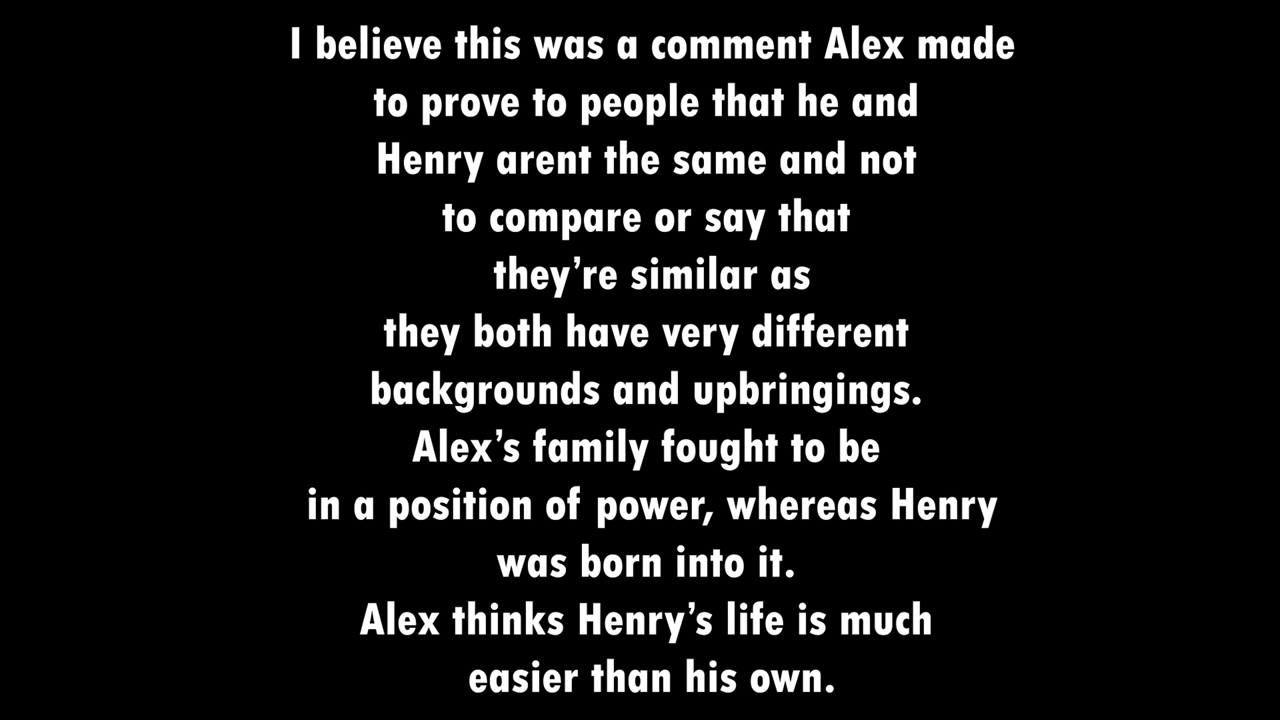 I believe this was a comment Alex made
to prove to people that he and
Henry arent the same and not
to compare or say that
they’re similar as
they both have very different
backgrounds and upbringings.
Alex’s family fought to be
in a position of power, whereas Henry
was born into it.
Alex thinks Henry’s life is much
easier than his own.